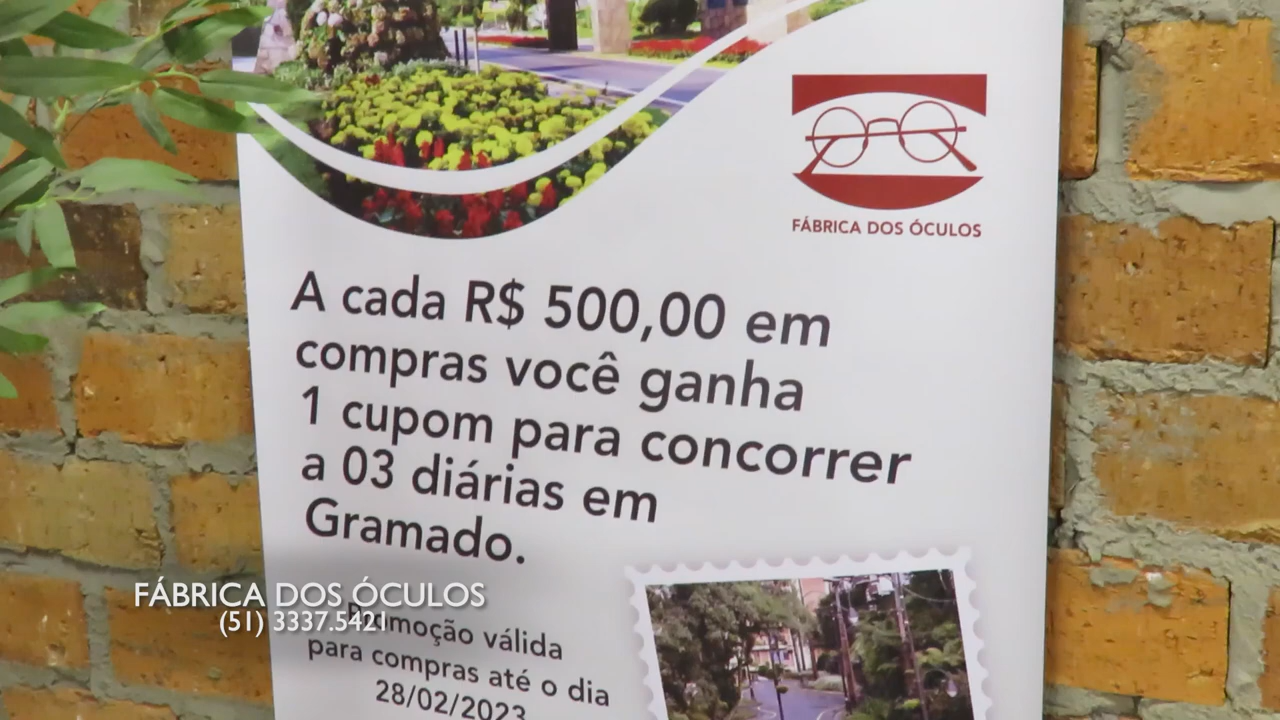 FÁBRICA DOS ÓCULOS
A cada R$ 500,00 em
compras você ganha
1 cupom para concorrer
a 03 diárias em
Gramado.
FÁBRICA DOS ÓCULOS
(51) 3337.5421
Promoção válida
para compras até o dia
28/02/2023